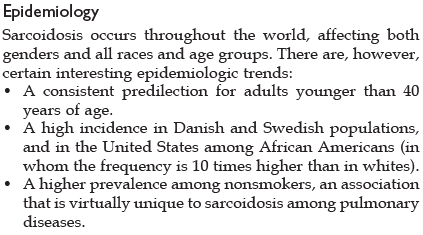 Epidemiology
Sarcoidosis occurs throughout the world, affecting both
genders and all races and age groups. There are, however,
certain interesting epidemiologic trends:
• A consistent predilection for adults younger than 40
years of age.
• A high incidence in Danish and Swedish populations,
and in the United States among African Americans (in
whom the frequency is 10 times higher than in whites).
• A higher prevalence among nonsmokers, an association
that is virtually unique to sarcoidosis among pulmonary
diseases.